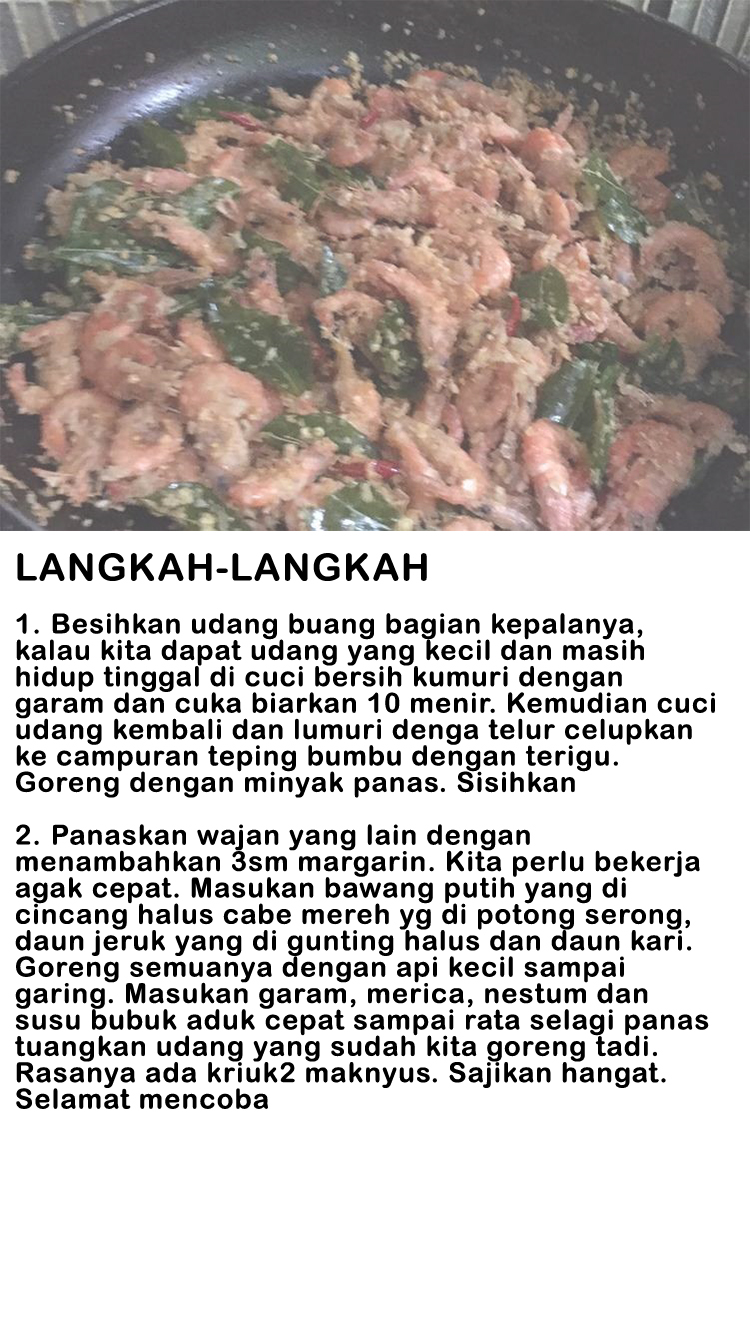 LANGKAH-LANGKAH
1. Besihkan udang buang bagian kepalanya,
kalau kita dapat udang yang kecil dan masih
hidup tinggal di cuci bersih kumuri dengan
garam dan cuka biarkan 10 menir. Kemudian cuci
udang kembali dan lumuri denga telur celupkan
ke campuran teping bumbu dengan terigu.
Goreng dengan minyak panas. Sisihkan
2. Panaskan wajan yang lain dengan
menambahkan 3sm margarin. Kita perlu bekerja
agak cepat. Masukan bawang putih yang di
cincang halus cabe mereh yg di potong serong,
daun jeruk yang di gunting halus dan daun kari.
Goreng semuanya dengan api kecil sampai
garing. Masukan garam, merica, nestum dan
susu bubuk aduk cepat sampai rata selagi panas
tuangkan udang yang sudah kita goreng tadi.
Rasanya ada kriuk2 maknyus. Sajikan hangat.
Selamat mencoba